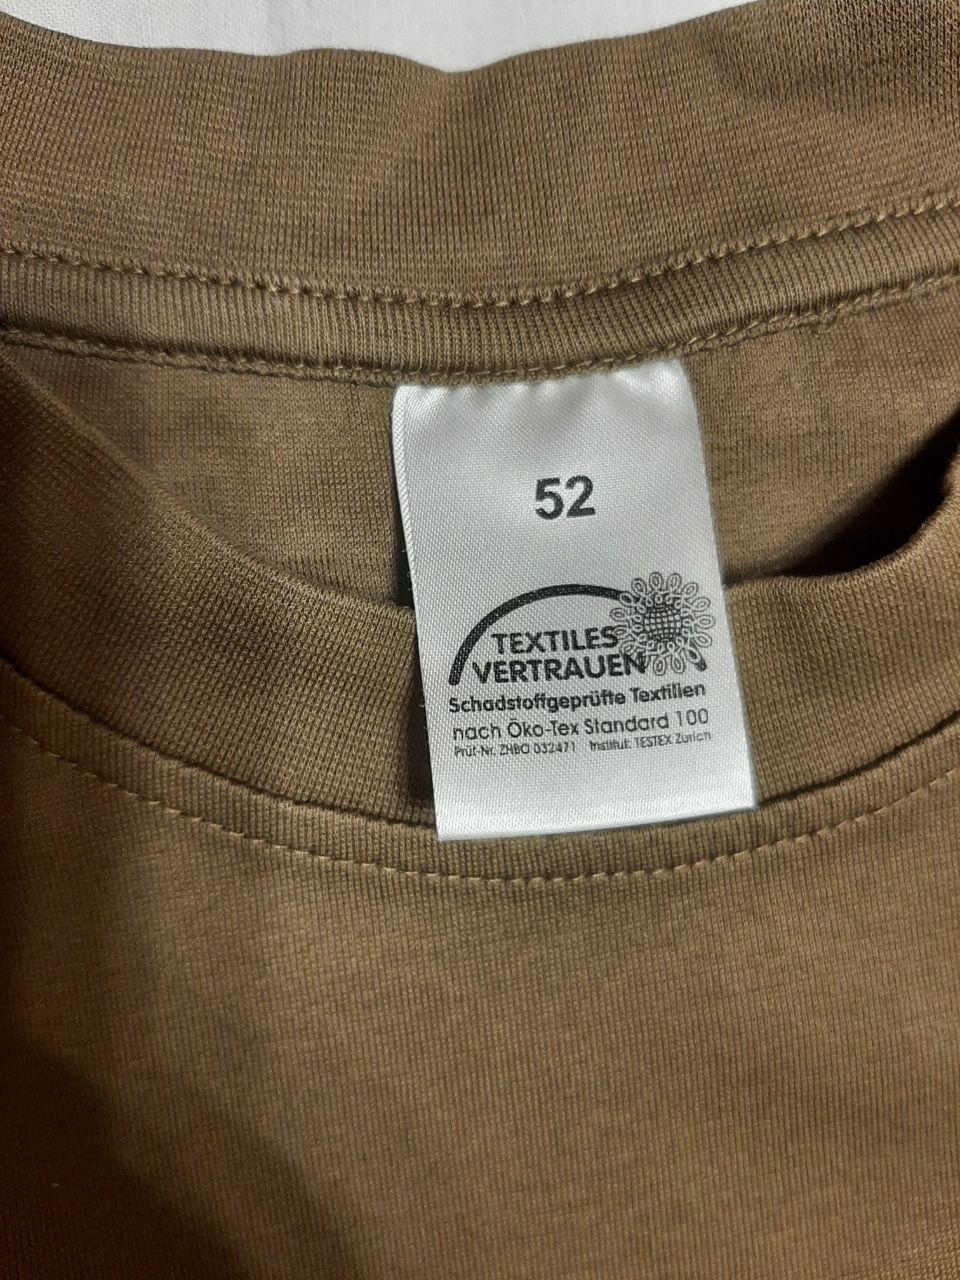 52
TEXTILES
VERTRAUEN
Schadstoffgeprüfte Textilien
nach Öko-Tex Standard 100
Prüf-Nr. ZHBO 032471 Institut: TESTEX Zürich